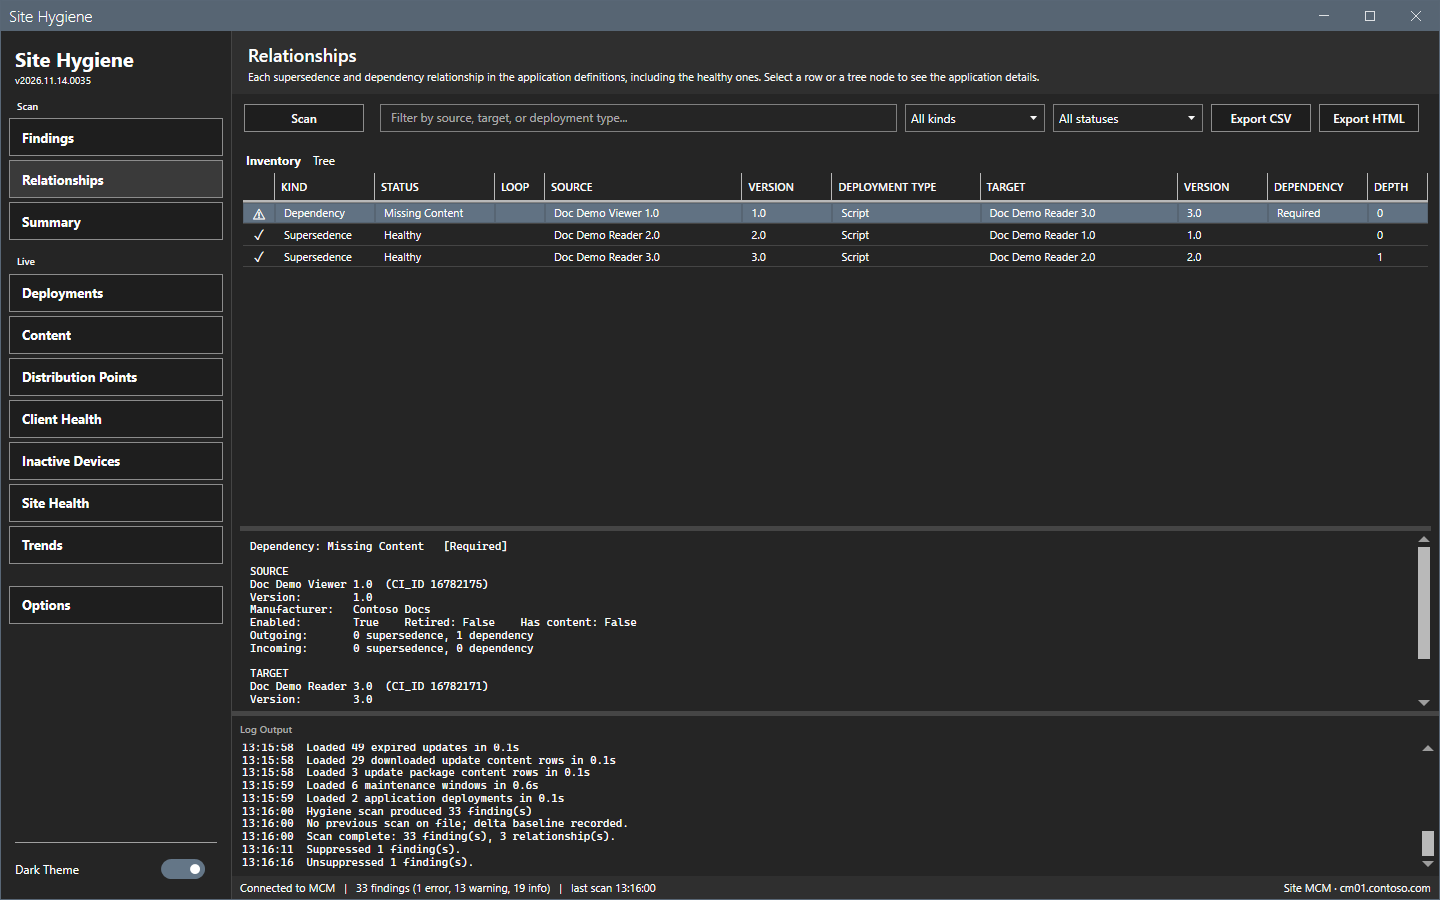 Site Hygiene
Site Hygiene
v2026.11.14.0035
Scan
Findings
Relationships
Summary
Live
Deployments
Content
Distribution Points
Client Health
Inactive Devices
Site Health
Trends
Options
Dark Theme
Relationships
Each supersedence and dependency relationship in the application definitions, including the healthy ones. Select a row or a tree node to see the application details.
Scan Filter by source, target, or deployment type... All kinds All statuses Export CSV Export HTML
Inventory Tree
KIND STATUS LOOP SOURCE VERSION DEPLOYMENT TYPE TARGET VERSION DEPENDENCY DEPTH
Dependency Missing Content Doc Demo Viewer 1.0 1.0 Script Doc Demo Reader 3.0 3.0 Required 0
Supersedence Healthy Doc Demo Reader 2.0 2.0 Script Doc Demo Reader 1.0 1.0 0
Supersedence Healthy Doc Demo Reader 3.0 3.0 Script Doc Demo Reader 2.0 2.0 1
Dependency: Missing Content [Required]
SOURCE
Doc Demo Viewer 1.0 (CI_ID 16782175)
Version: 1.0
Manufacturer: Contoso Docs
Enabled: True Retired: False Has content: False
Outgoing: 0 supersedence, 1 dependency
Incoming: 0 supersedence, 0 dependency
TARGET
Doc Demo Reader 3.0 (CI_ID 16782171)
Version: 3.0
Log Output
13:15:58 Loaded 49 expired updates in 0.1s
13:15:58 Loaded 29 downloaded update content rows in 0.1s
13:15:58 Loaded 3 update package content rows in 0.1s
13:15:59 Loaded 6 maintenance windows in 0.6s
13:15:59 Loaded 2 application deployments in 0.1s
13:16:00 Hygiene scan produced 33 finding(s)
13:16:00 No previous scan on file; delta baseline recorded.
13:16:00 Scan complete: 33 finding(s), 3 relationship(s).
13:16:11 Suppressed 1 finding(s).
13:16:16 Unsuppressed 1 finding(s).
Connected to MCM | 33 findings (1 error, 13 warning, 19 info) | last scan 13:16:00
Site MCM · cm01.contoso.com